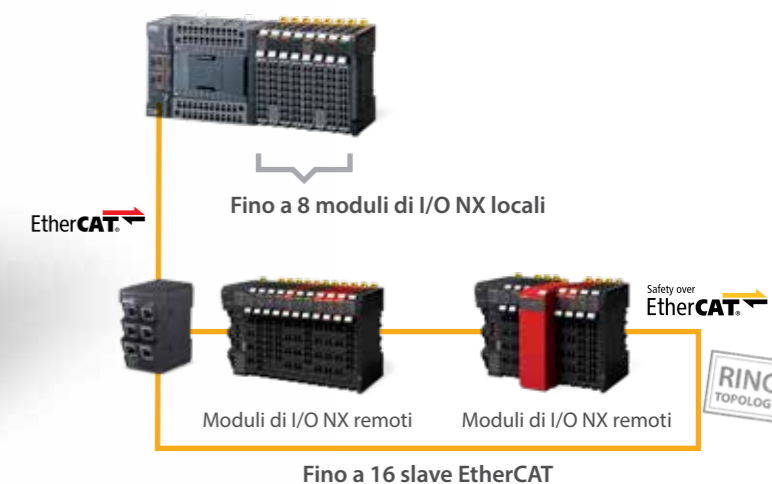 Fino a 8 moduli di I/O NX locali
EtherCAT®
Safety over
EtherCAT®
RING
TOPOLOGY
Moduli di I/O NX remoti
Moduli di I/O NX remoti
Fino a 16 slave EtherCAT